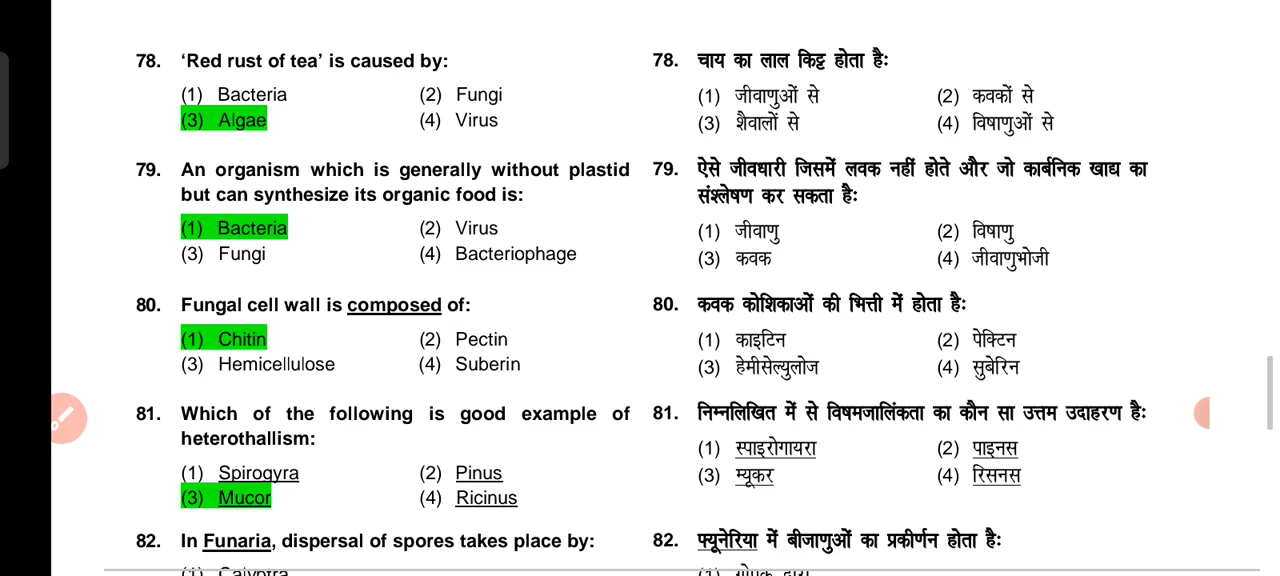 78. 'Red rust of tea' is caused by:
(1) Bacteria (2) Fungi
(3) Algae (4) Virus
79. An organism which is generally without plastid
but can synthesize its organic food is:
(1) Bacteria (2) Virus
(3) Fungi (4) Bacteriophage
80. Fungal cell wall is composed of:
(1) Chitin (2) Pectin
(3) Hemicellulose (4) Suberin
81. Which of the following is good example of
heterothallism:
(1) Spirogyra (2) Pinus
(3) Mucor (4) Ricinus
82. In Funaria, dispersal of spores takes place by:
(1) Calyptra
78. चाय का लाल किट्ट होता है:
(1) जीवाणुओं से (2) कवकों से
(3) शैवालों से (4) विषाणुओं से
79. ऐसे जीवधारी जिसमें लवक नहीं होते और जो कार्बनिक खाद्य का
संश्लेषण कर सकता है:
(1) जीवाणु (2) विषाणु
(3) कवक (4) जीवाणुभोजी
80. कवक कोशिकाओं की भित्ती में होता है:
(1) काइटिन (2) पेक्टिन
(3) हेमीसेल्युलोज (4) सुबेरिन
81. निम्नलिखित में से विषमजालिंकता का कौन सा उत्तम उदाहरण है:
(1) स्पाइरोगायरा (2) पाइनस
(3) म्यूकर (4) रिसनस
82. फ्यूनेरिया में बीजाणुओं का प्रकीर्णन होता है:
(1) गोपक द्वारा